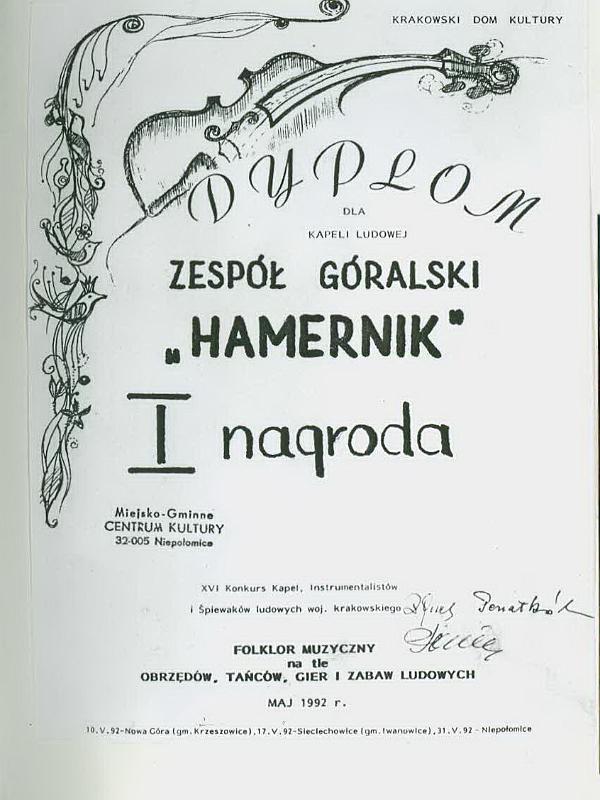 KRAKOWSKI DOM KULTURY
DYPLOM
DLA
KAPELI LUDOWEJ
ZESPÓŁ GÓRALSKI
„HAMERNIK"
I nagroda
Miejsko-Gminne
CENTRUM KULTURY
32-005 Niepołomice
XVI Konkurs Kapel, Instrumentalistów
i Śpiewaków ludowych woj. krakowskiego
FOLKLOR MUZYCZNY
na tle
OBRZĘDÓW, TAŃCÓW, GIER I ZABAW LUDOWYCH
MAJ 1992 r.
10.V.92-Nowa Góra (gm. Krzeszowice),17.V.92-Sieciechowice (gm. Iwanowice),31.V.92 - Niepołomice